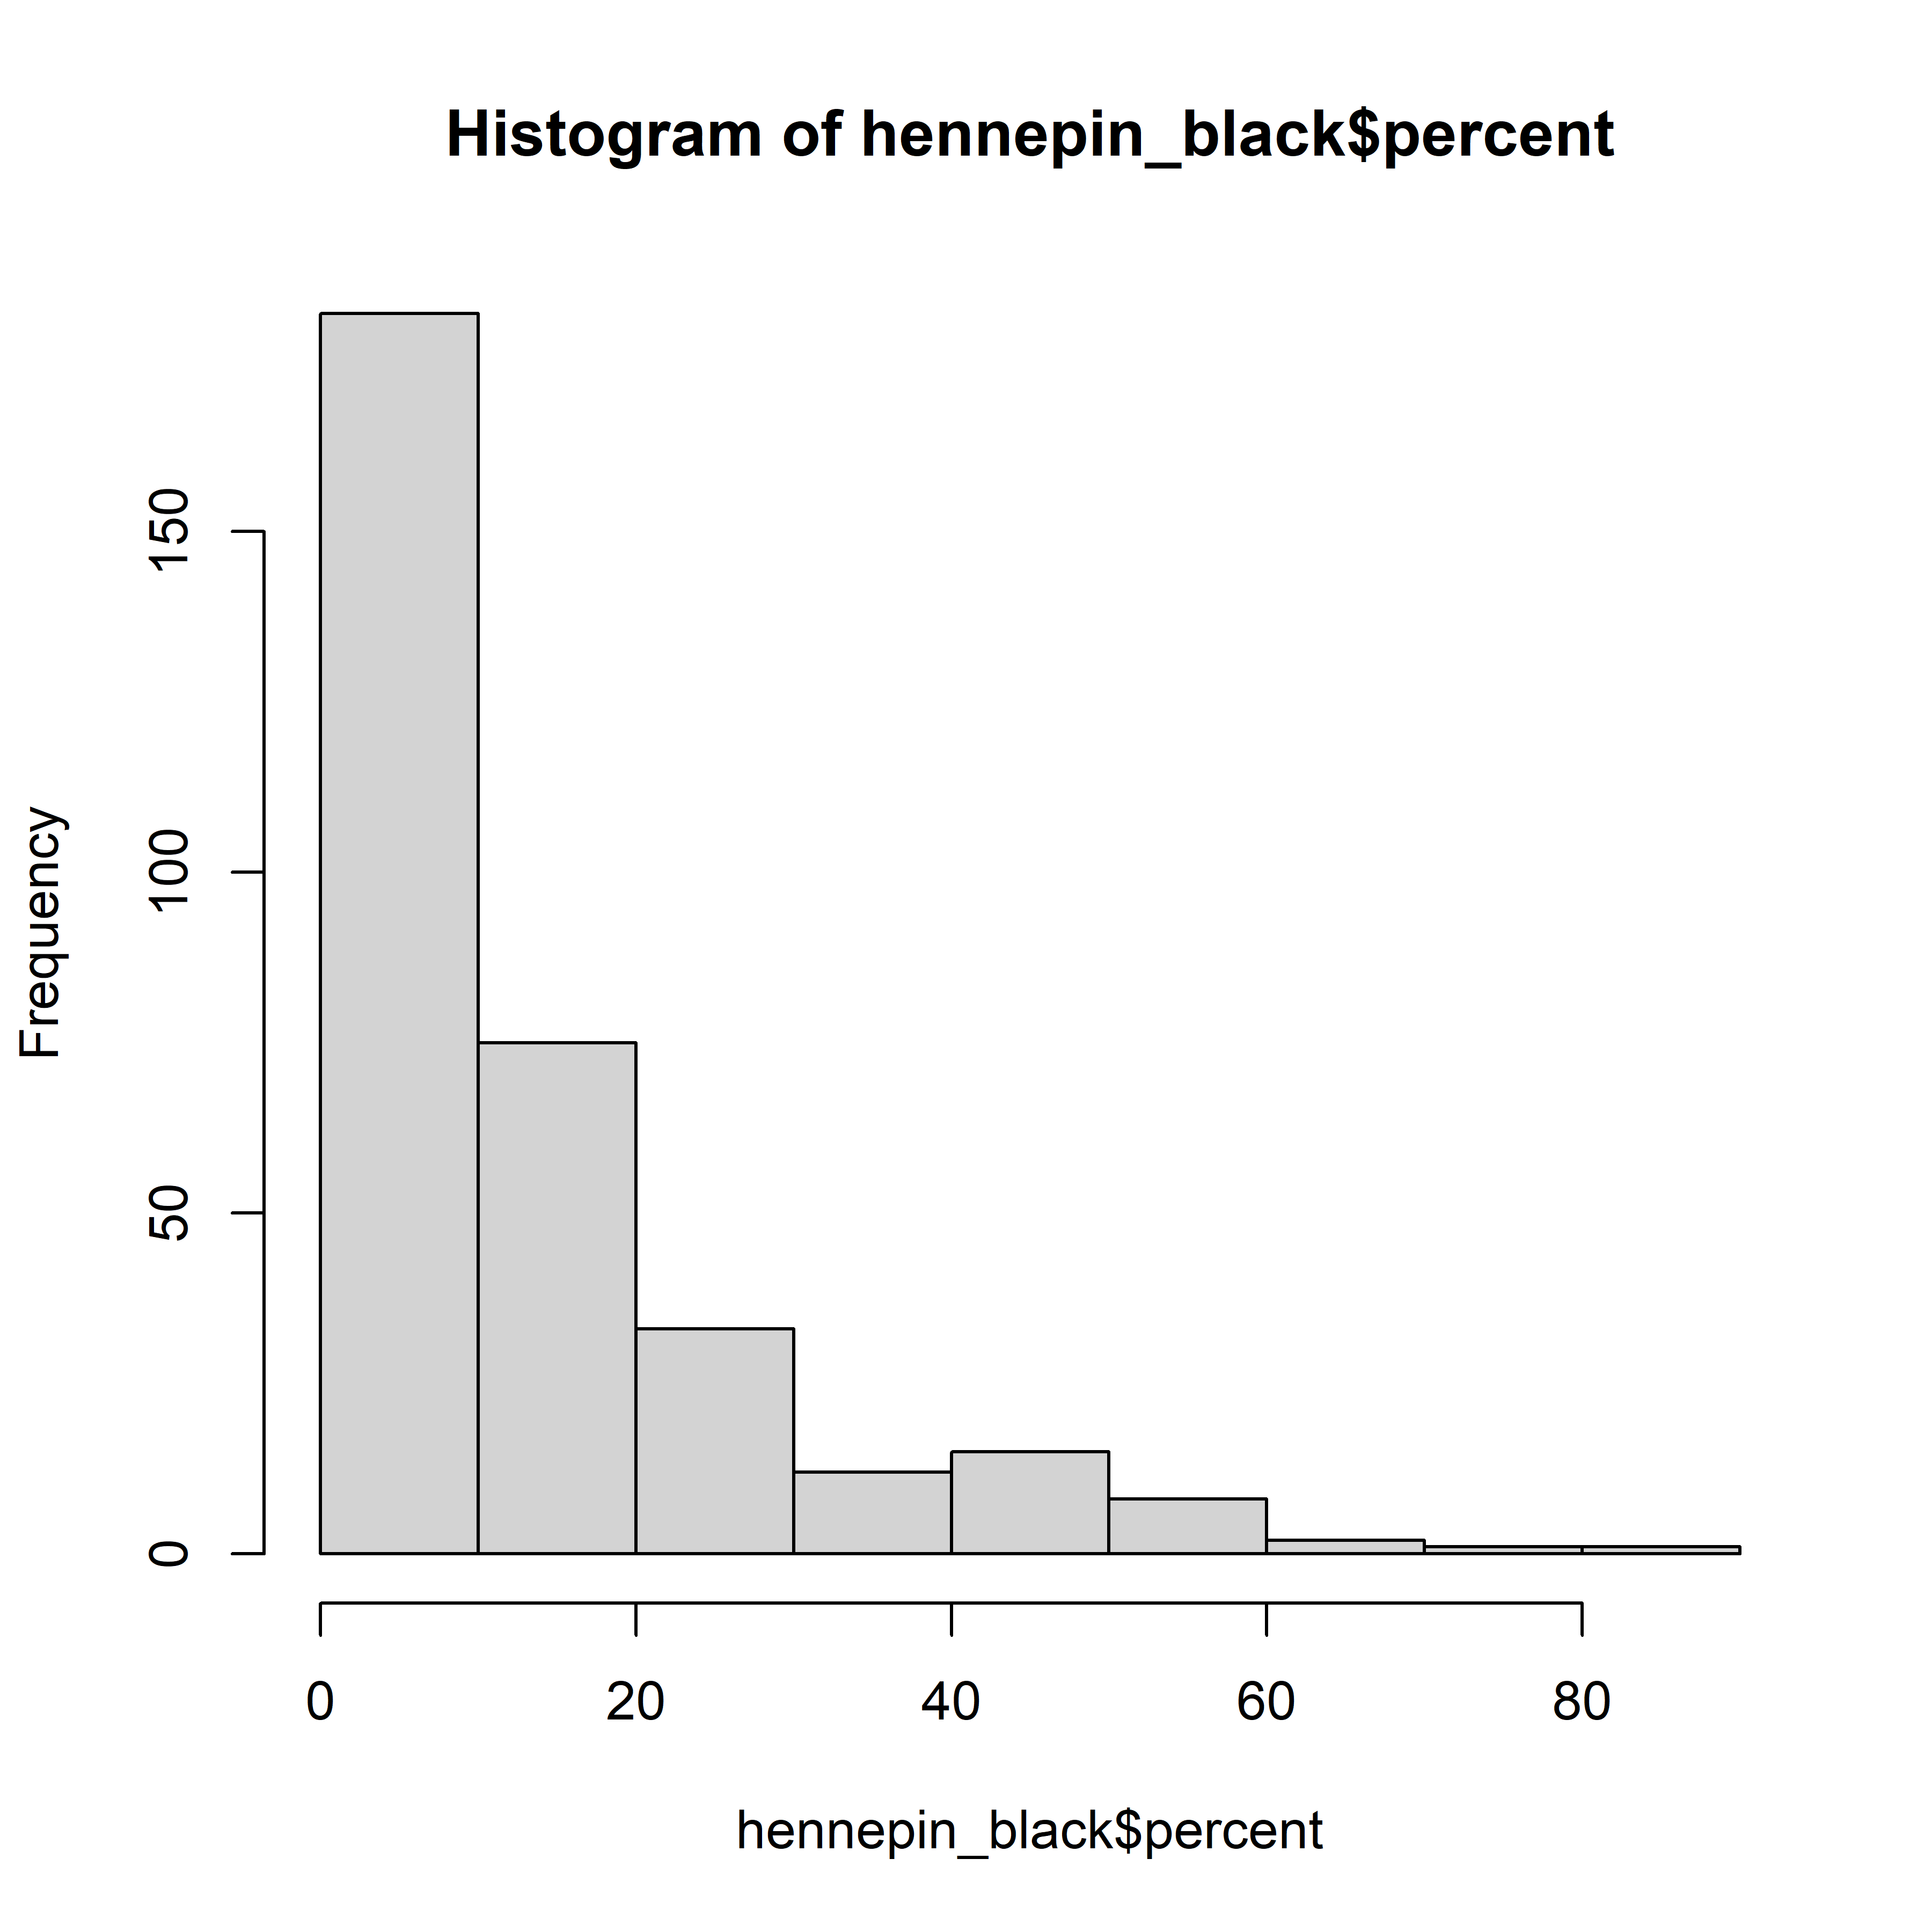 Histogram of hennepin_black$percent
Frequency
150
100
50
0
0 20 40 60 80
hennepin_black$percent